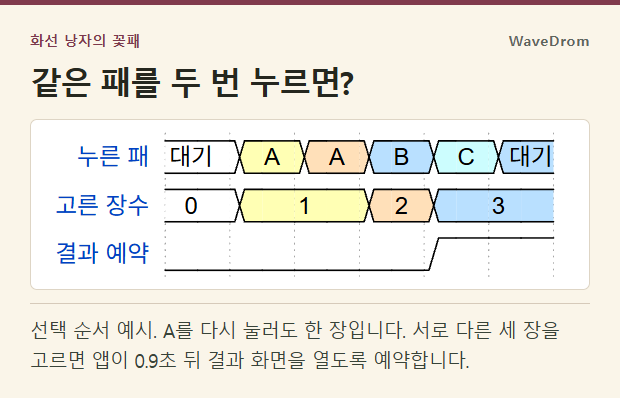 화선 낭자의 꽃패
WaveDrom
같은 패를 두 번 누르면?
누른 패 대기 A A B C 대기
고른 장수 0 1 2 3
결과 예약
선택 순서 예시. A를 다시 눌러도 한 장입니다. 서로 다른 세 장을
고르면 앱이 0.9초 뒤 결과 화면을 열도록 예약합니다.